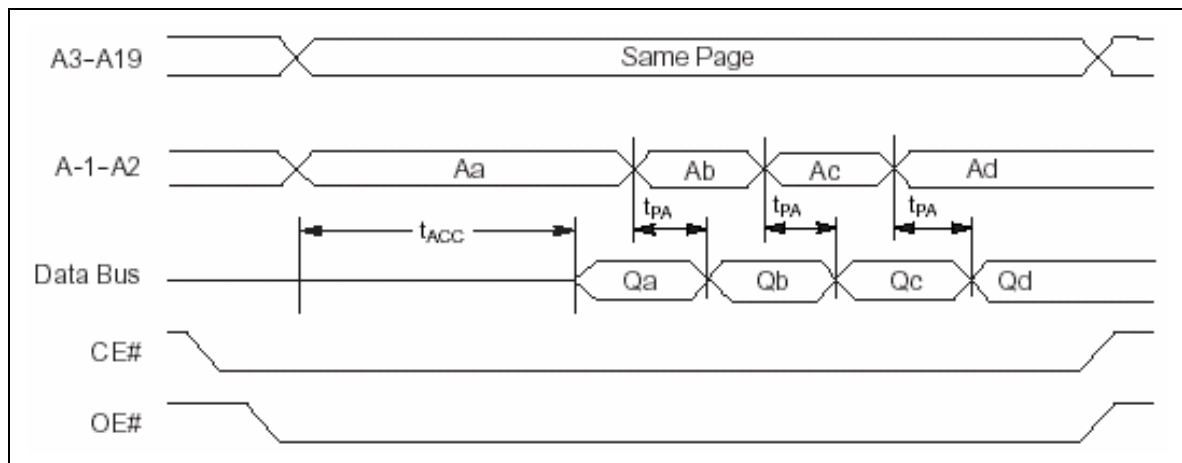 A3-A19 Same Page
A-1-A2 Aa Ab Ac Ad
tPA tPA tPA
tACC
Data Bus Qa Qb Qc Qd
CE#
OE#